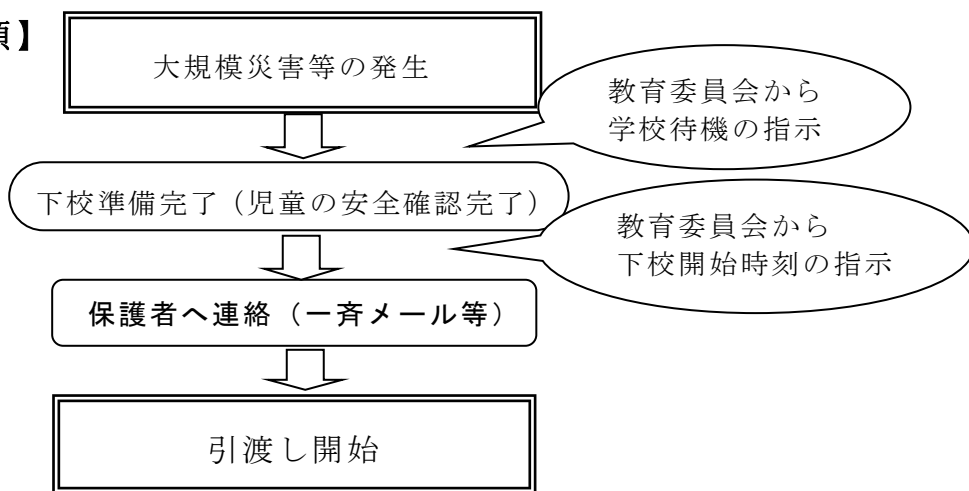 領】
大規模災害等の発生
教育委員会から
学校待機の指示
下校準備完了（児童の安全確認完了）
教育委員会から
下校開始時刻の指示
保護者へ連絡（一斉メール等）
引渡し開始